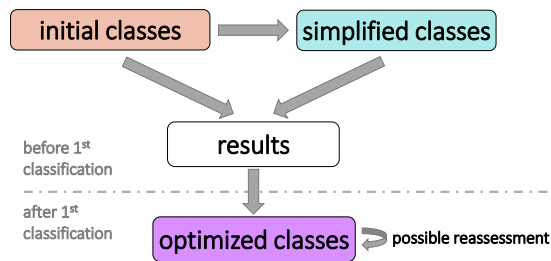 initial classes
simplified classes
results
before 1st
classification
after 1st
classification
optimized classes
possible reassessment